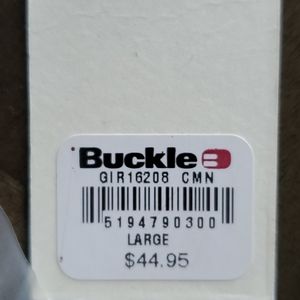 Buckle B
GIR16208 CMN
5194790300
LARGE
$44.95